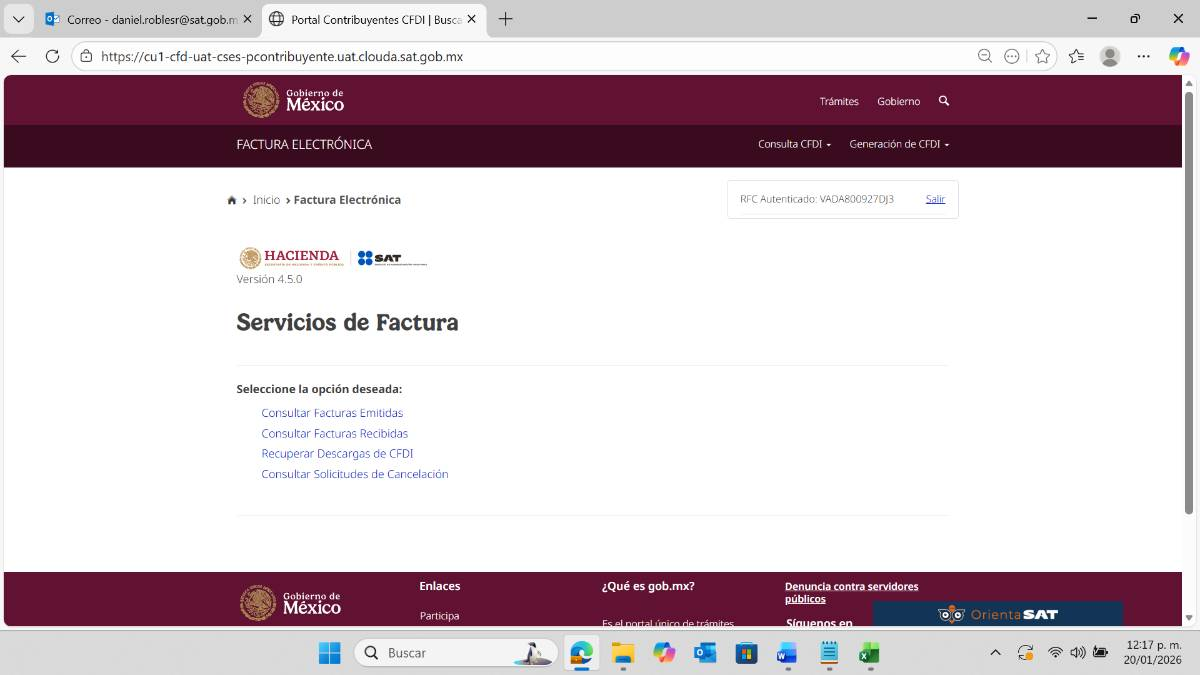 Correo - daniel.roblesr@sat.gob.m
Portal Contribuyentes CFDI | Busca
https://cu1-cfd-uat-cses-pcontribuyente.uat.clouda.sat.gob.mx
Gobierno de
México
Trámites
Gobierno
FACTURA ELECTRÓNICA
Consulta CFDI
Generación de CFDI
Inicio
Factura Electrónica
RFC Autenticado: VADA800927DJ3
Salir
HACIENDA
SAT
Versión 4.5.0
Servicios de Factura
Seleccione la opción deseada:
Consultar Facturas Emitidas
Consultar Facturas Recibidas
Recuperar Descargas de CFDI
Consultar Solicitudes de Cancelación
Gobierno de
México
Enlaces
Participa
¿Qué es gob.mx?
Es el portal único de trámites,
Denuncia contra servidores
públicos
Síguenos en
OrientaSAT
Buscar
12:17 p. m.
20/01/2026